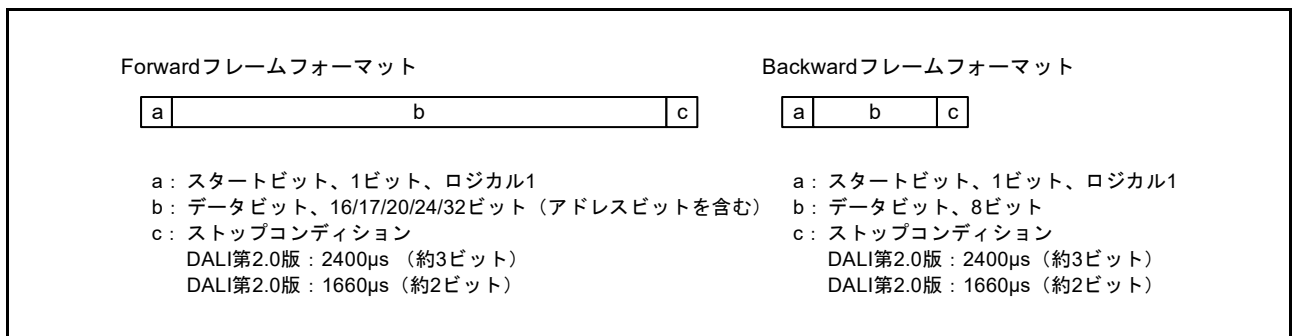 Forwardフレームフォーマット
a b c
a：スタートビット、1ビット、ロジカル1
b：データビット、16/17/20/24/32ビット（アドレスビットを含む）
c：ストップコンディション
DALI第2.0版：2400µs （約3ビット）
DALI第2.0版：1660µs（約2ビット）
Backwardフレームフォーマット
a b c
a：スタートビット、1ビット、ロジカル1
b：データビット、8ビット
c：ストップコンディション
DALI第2.0版：2400µs（約3ビット）
DALI第2.0版：1660µs（約2ビット）